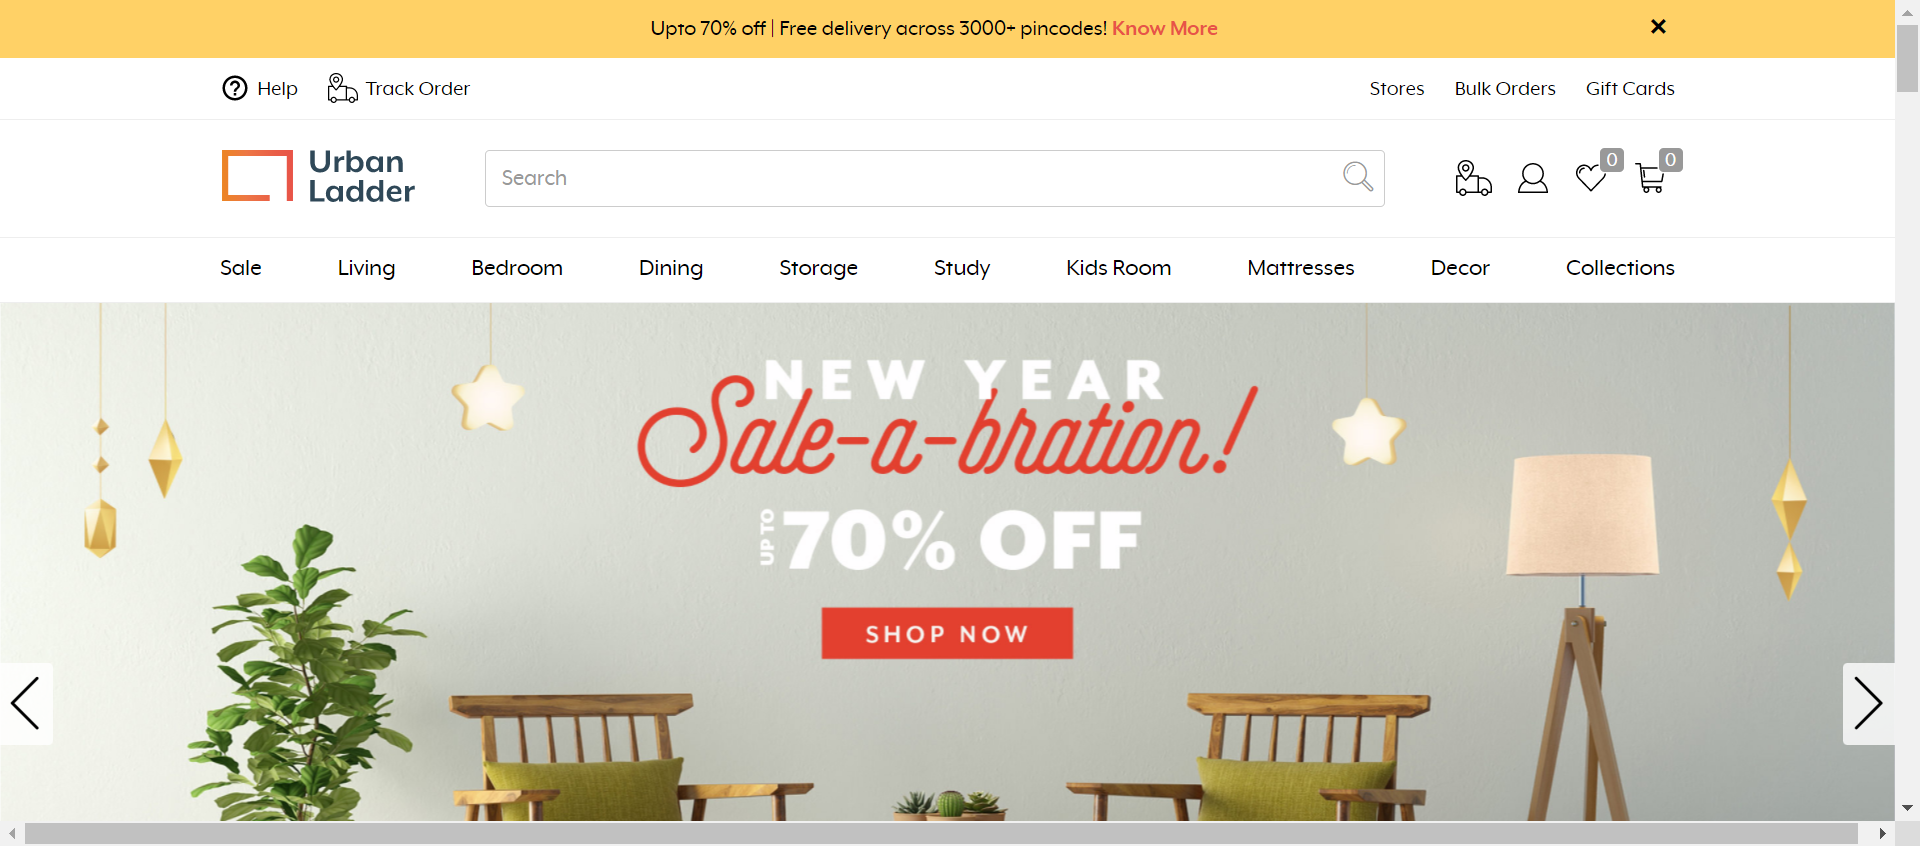 Upto 70% off | Free delivery across 3000+ pincodes! Know More
Help Track Order Stores Bulk Orders Gift Cards
Urban
Ladder
Search
0 0
Sale Living Bedroom Dining Storage Study Kids Room Mattresses Decor Collections
NEW YEAR
Sale-a-bration!
UP TO 70% OFF
SHOP NOW